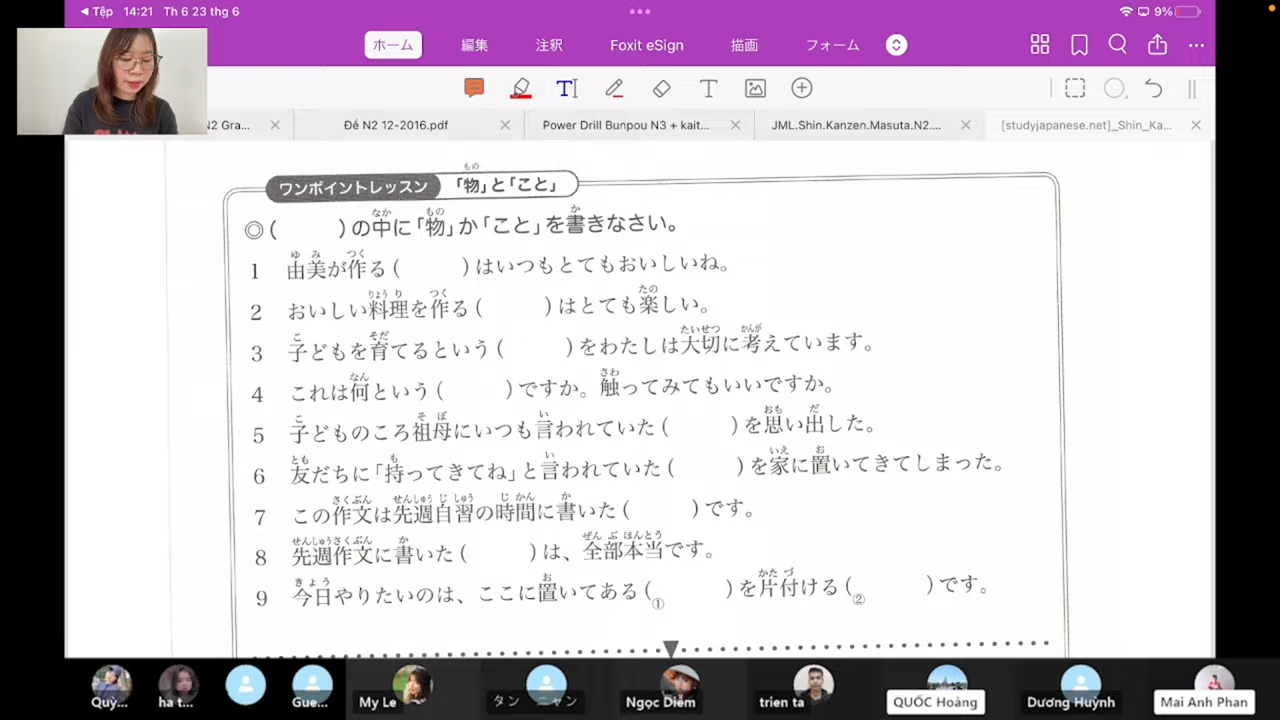 ◀ Tệp 14:21 Th 6 23 thg 6
9%
ホーム 編集 注釈 Foxit eSign 描画 フォーム
N2 Gra... Đề N2 12-2016.pdf Power Drill Bunpou N3 + kait... JML.Shin.Kanzen.Masuta.N2.... [studyjapanese.net]_Shin_Ka...
ワンポイントレッスン 「物」と「こと」
◎( )の中に「物」か「こと」を書きなさい。
1 由美が作る( )はいつもとてもおいしいね。
2 おいしい料理を作る( )はとても楽しい。
3 子どもを育てるという( )をわたしは大切に考えています。
4 これは何という( )ですか。触ってみてもいいですか。
5 子どものころ祖母にいつも言われていた( )を思い出した。
6 友だちに「持ってきてね」と言われていた( )を家に置いてきてしまった。
7 この作文は先週自習の時間に書いた( )です。
8 先週作文に書いた( )は、全部本当です。
9 今日やりたいのは、ここに置いてある(① )を片付ける(② )です。
Quý... ha t... Gue... My Le タン ニャン Ngọc Diễm trien ta QUỐC Hoàng Dương Huỳnh Mai Anh Phan